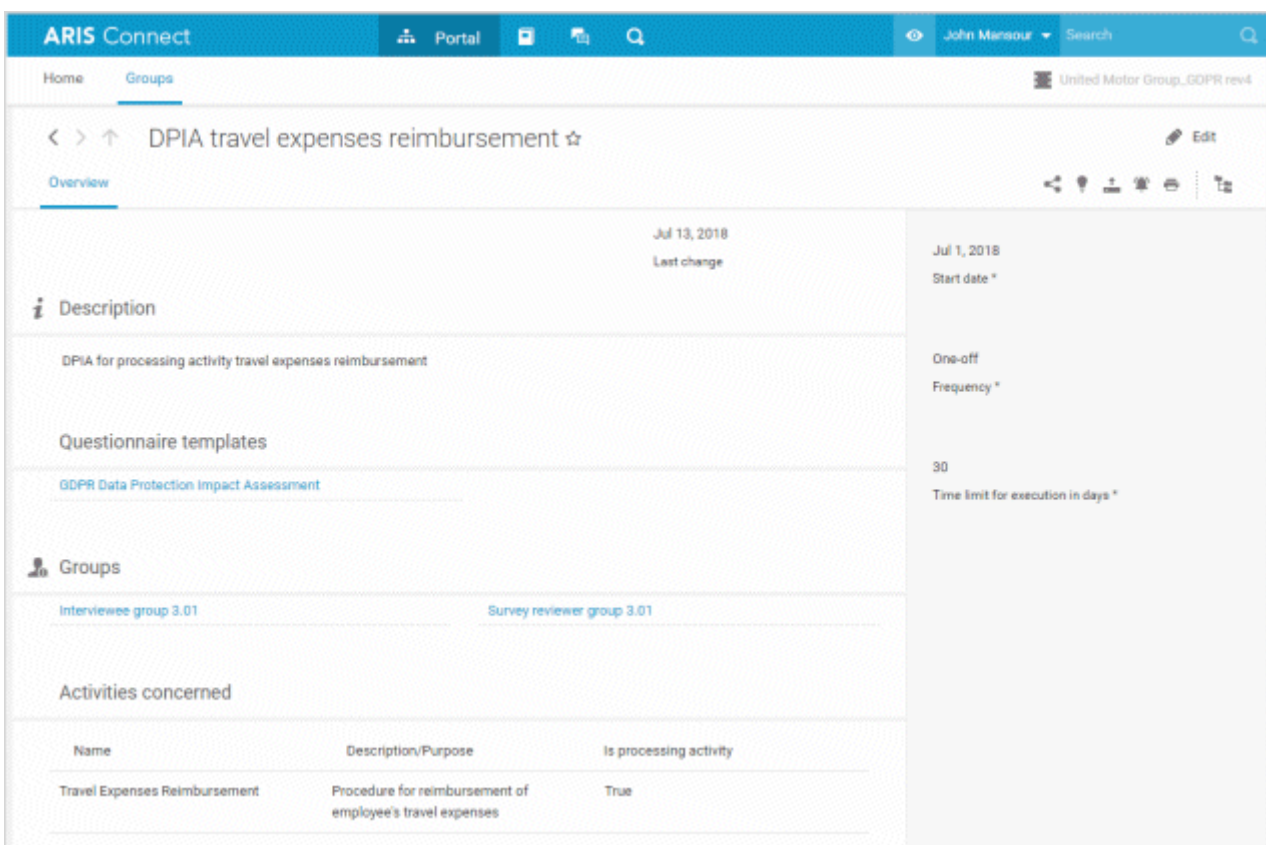 ARIS Connect
Portal
John Mansour
Search
Home
Groups
United Motor Group_GDPR rev4
DPIA travel expenses reimbursement
Edit
Overview
Jul 13, 2018
Last change
Jul 1, 2018
Start date *
Description
DPIA for processing activity travel expenses reimbursement
One-off
Frequency *
Questionnaire templates
GDPR Data Protection Impact Assessment
30
Time limit for execution in days *
Groups
Interviewee group 3.01
Survey reviewer group 3.01
Activities concerned
Name Description/Purpose Is processing activity
Travel Expenses Reimbursement Procedure for reimbursement of True
employee's travel expenses